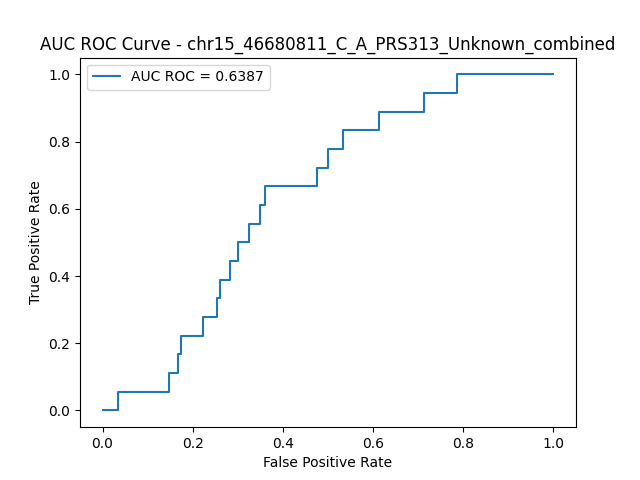 AUC ROC Curve - chr15_46680811_C_A_PRS313_Unknown_combined
AUC ROC = 0.6387
1.0
0.8
0.6
0.4
0.2
0.0
True Positive Rate
0.0 0.2 0.4 0.6 0.8 1.0
False Positive Rate